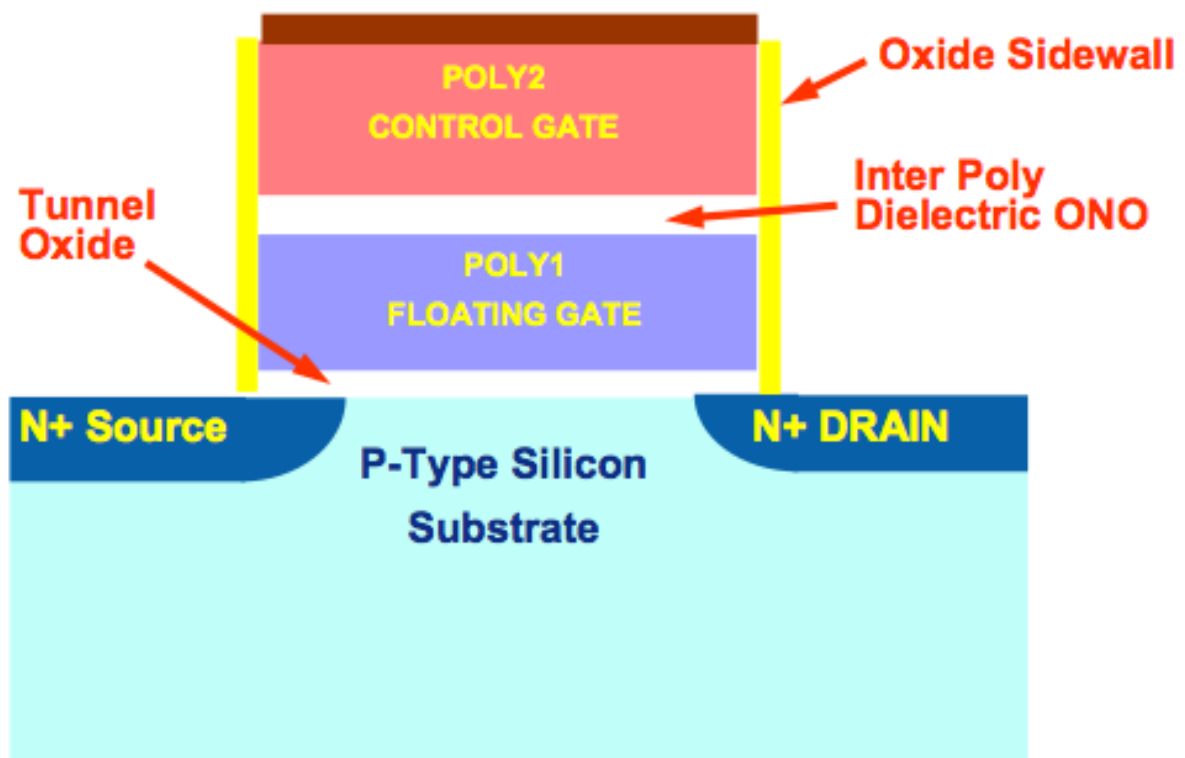 Oxide Sidewall
POLY2
CONTROL GATE
Inter Poly
Dielectric ONO
Tunnel
Oxide
POLY1
FLOATING GATE
N+ Source
N+ DRAIN
P-Type Silicon
Substrate